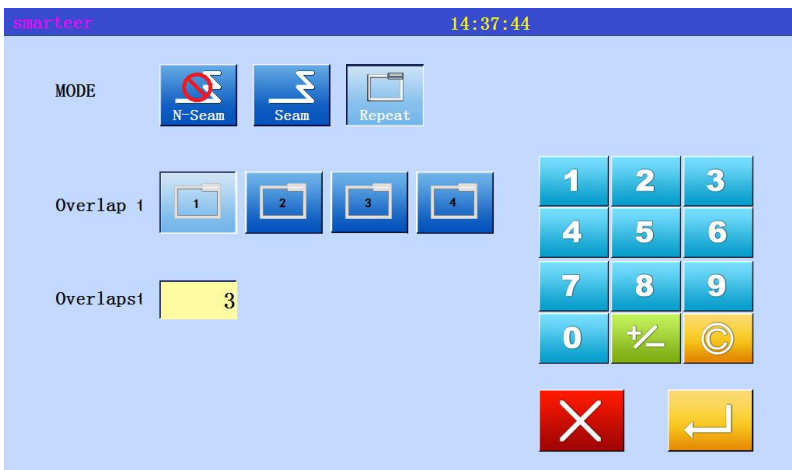 smarteer 14:37:44
MODE N-Seam Seam Repeat
Overlap t 1 2 3 4
Overlapst 3
1 2 3
4 5 6
7 8 9
0 +/- ©